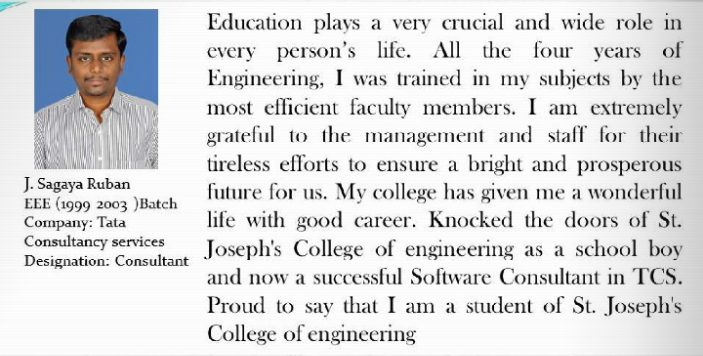 J. Sagaya Ruban
EEE (1999 2003 )Batch
Company: Tata
Consultancy services
Designation: Consultant
Education plays a very crucial and wide role in
every person's life. All the four years of
Engineering, I was trained in my subjects by the
most efficient faculty members. I am extremely
grateful to the management and staff for their
tireless efforts to ensure a bright and prosperous
future for us. My college has given me a wonderful
life with good career. Knocked the doors of St.
Joseph's College of engineering as a school boy
and now a successful Software Consultant in TCS.
Proud to say that I am a student of St. Joseph's
College of engineering